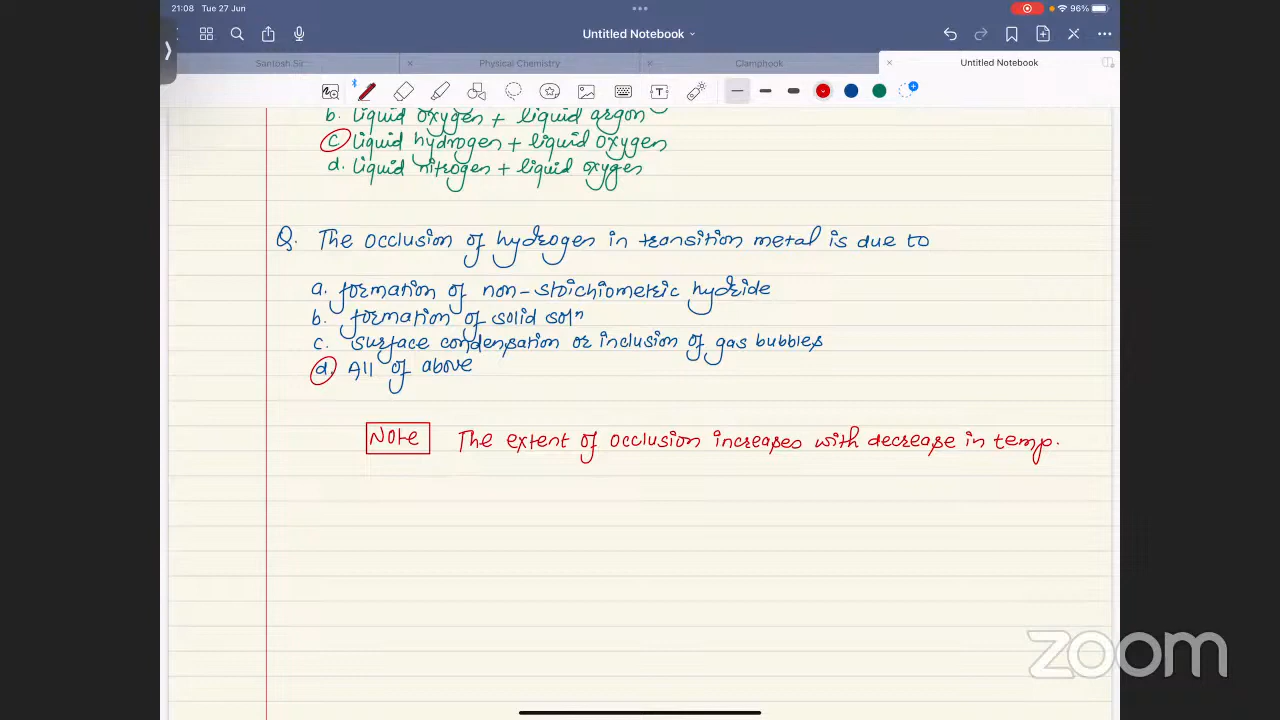 21:08 Tue 27 Jun
96%
Untitled Notebook
Santosh Sir
Physical Chemistry
Clampbook
Untitled Notebook
b. liquid oxygen + liquid argon
c. liquid hydrogen + liquid oxygen
d. liquid nitrogen + liquid oxygen
Q. The occlusion of hydrogen in transition metal is due to
a. formation of non-stoichiometric hydride
b. formation of solid solⁿ
c. surface condensation or inclusion of gas bubbles
d. All of above
Note The extent of occlusion increases with decrease in temp.
zoom